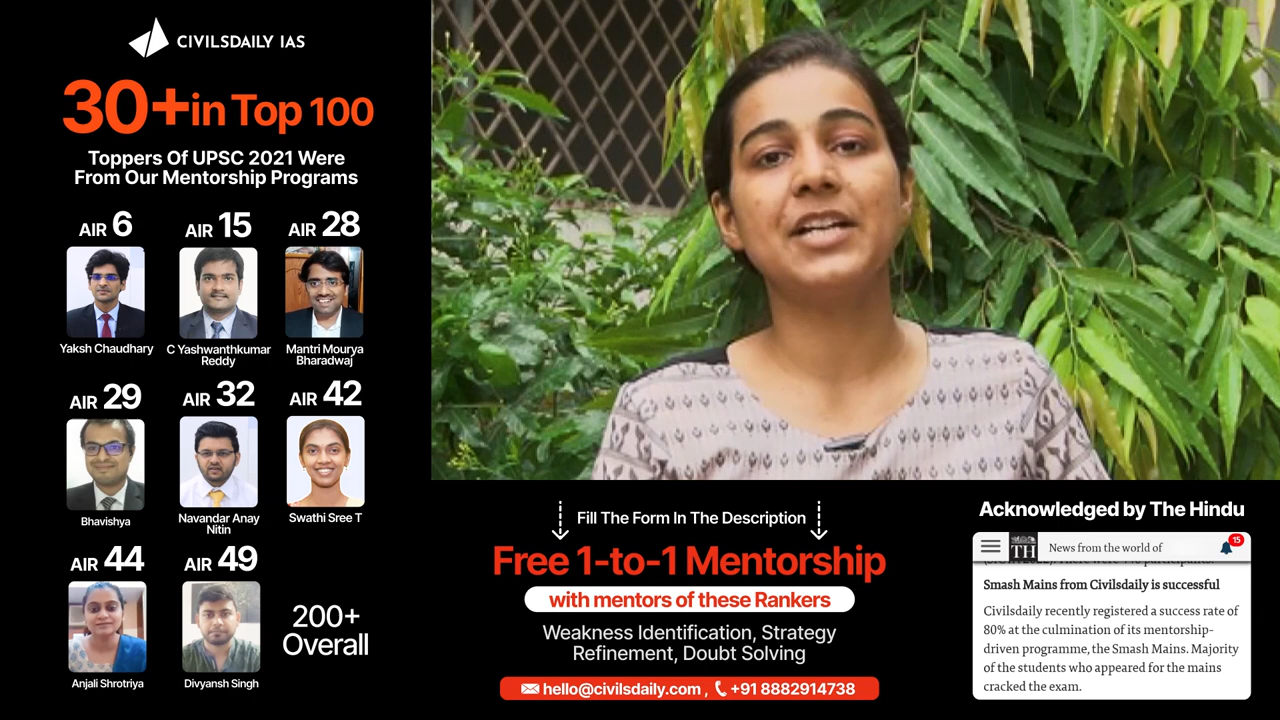 CIVILSDAILY IAS
30+in Top 100
Toppers Of UPSC 2021 Were
From Our Mentorship Programs
AIR 6
AIR 15
AIR 28
Yaksh Chaudhary
C Yashwanthkumar
Reddy
Mantri Mourya
Bharadwaj
AIR 29
AIR 32
AIR 42
Bhavishya
Navandar Anay
Nitin
Swathi Sree T
AIR 44
AIR 49
200+
Overall
Anjali Shrotriya
Divyansh Singh
Fill The Form In The Description
Free 1-to-1 Mentorship
with mentors of these Rankers
Weakness Identification, Strategy
Refinement, Doubt Solving
hello@civilsdaily.com , +91 8882914738
Acknowledged by The Hindu
TH
News from the world of
15
Smash Mains from Civilsdaily is successful
Civilsdaily recently registered a success rate of
80% at the culmination of its mentorship-
driven programme, the Smash Mains. Majority
of the students who appeared for the mains
cracked the exam.